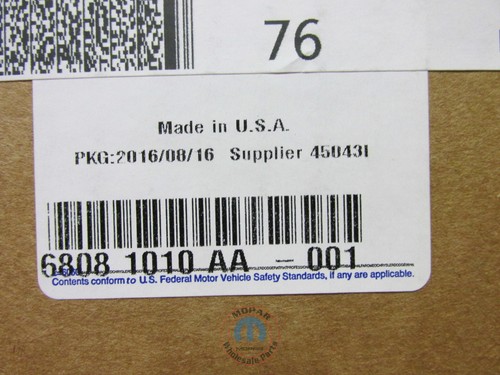 76
Made in U.S.A.
PKG:2016/08/16 Supplier 45043I
6808 1010 AA 001
Contents conform to U.S. Federal Motor Vehicle Safety Standards, if any are applicable.
MOPAR
Wholesale Parts